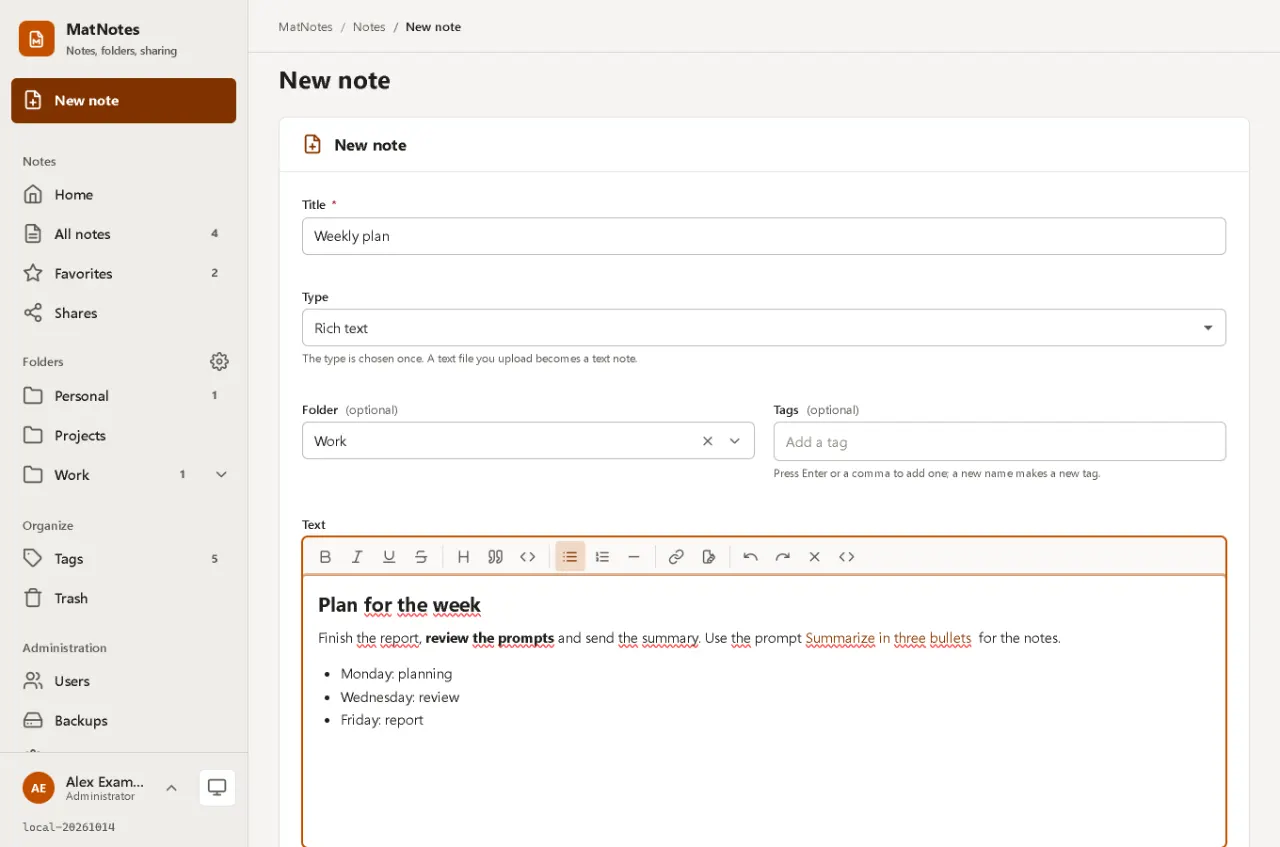 MatNotes
Notes, folders, sharing
New note
Notes
Home
All notes 4
Favorites 2
Shares
Folders
Personal 1
Projects
Work 1
Organize
Tags 5
Trash
Administration
Users
Backups
AE
Alex Exam...
Administrator
local-20261014
MatNotes / Notes / New note
New note
New note
Title *
Weekly plan
Type
Rich text
The type is chosen once. A text file you upload becomes a text note.
Folder (optional)
Work
Tags (optional)
Add a tag
Press Enter or a comma to add one; a new name makes a new tag.
Text
Plan for the week
Finish the report, review the prompts and send the summary. Use the prompt Summarize in three bullets for the notes.
• Monday: planning
• Wednesday: review
• Friday: report